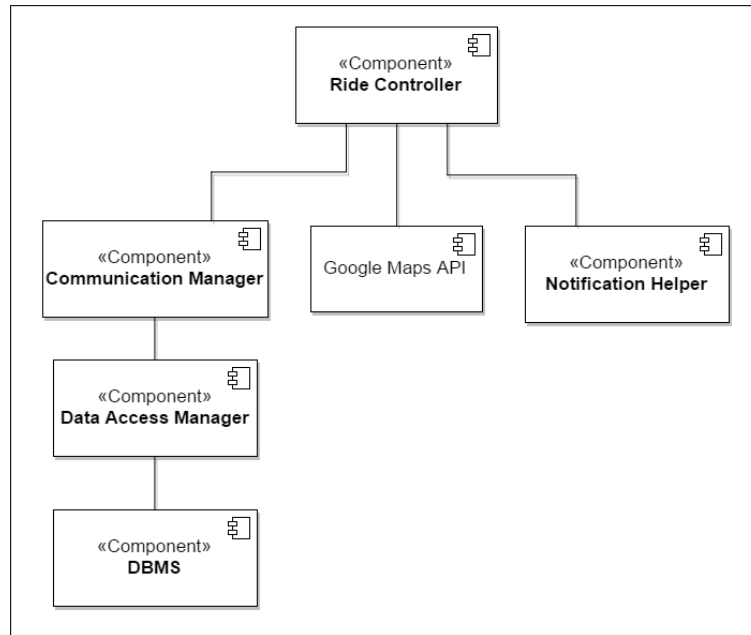 «Component»
Ride Controller
«Component»
Communication Manager
Google Maps API
«Component»
Notification Helper
«Component»
Data Access Manager
«Component»
DBMS